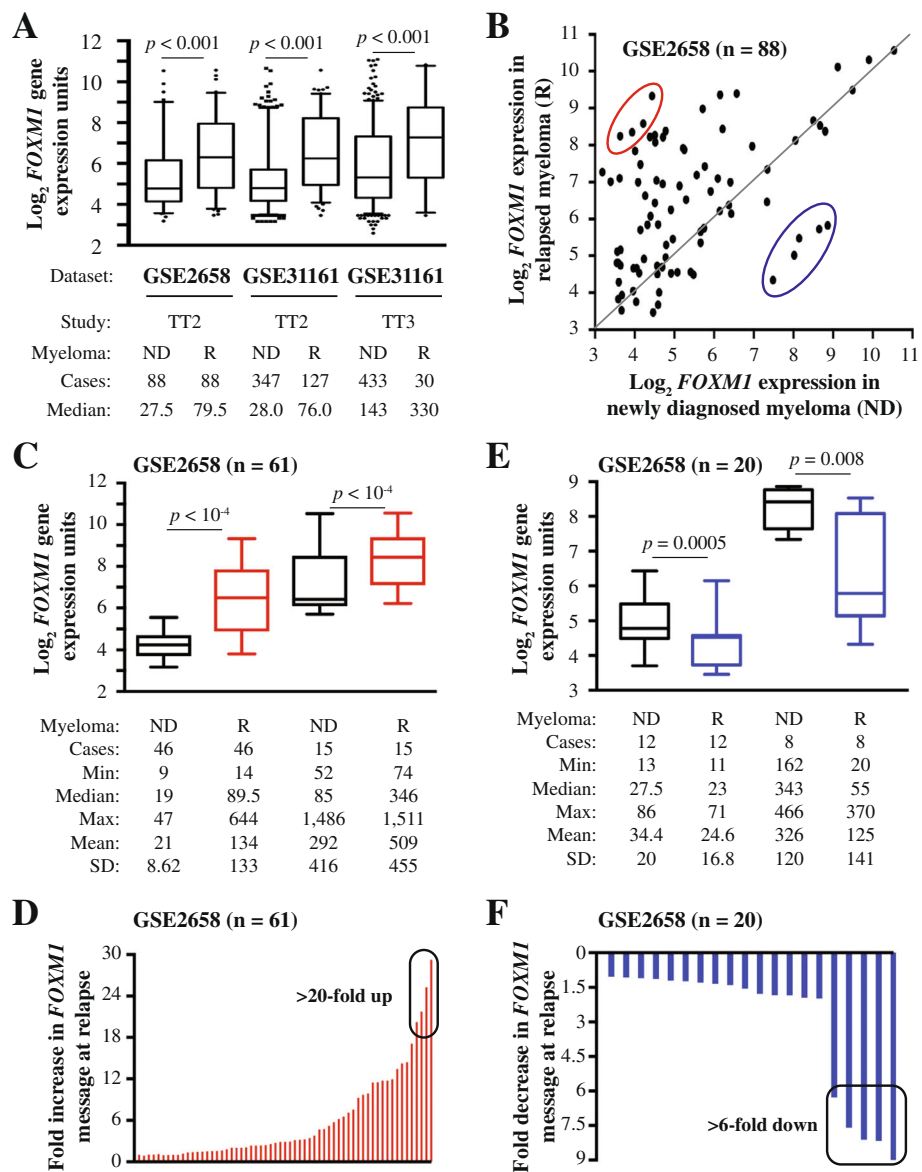 A
Log₂ FOXM1 gene
expression units
12
10
8
6
4
2
p < 0.001
p < 0.001
p < 0.001
Dataset: GSE2658 GSE31161 GSE31161
Study: TT2 TT2 TT3
Myeloma: ND R ND R ND R
Cases: 88 88 347 127 433 30
Median: 27.5 79.5 28.0 76.0 143 330
B
GSE2658 (n = 88)
Log₂ FOXM1 expression in
relapsed myeloma (R)
11
10
9
8
7
6
5
4
3
3 4 5 6 7 8 9 10 11
Log₂ FOXM1 expression in
newly diagnosed myeloma (ND)
C
GSE2658 (n = 61)
Log₂ FOXM1 gene
expression units
12
10
8
6
4
2
p < 10⁻⁴
p < 10⁻⁴
Myeloma: ND R ND R
Cases: 46 46 15 15
Min: 9 14 52 74
Median: 19 89.5 85 346
Max: 47 644 1,486 1,511
Mean: 21 134 292 509
SD: 8.62 133 416 455
E
GSE2658 (n = 20)
Log₂ FOXM1 gene
expression units
9
8
7
6
5
4
3
p = 0.0005
p = 0.008
Myeloma: ND R ND R
Cases: 12 12 8 8
Min: 13 11 162 20
Median: 27.5 23 343 55
Max: 86 71 466 370
Mean: 34.4 24.6 326 125
SD: 20 16.8 120 141
D
GSE2658 (n = 61)
Fold increase in FOXM1
message at relapse
30
24
18
12
6
0
>20-fold up
F
GSE2658 (n = 20)
Fold decrease in FOXM1
message at relapse
0
1.5
3
4.5
6
7.5
9
>6-fold down